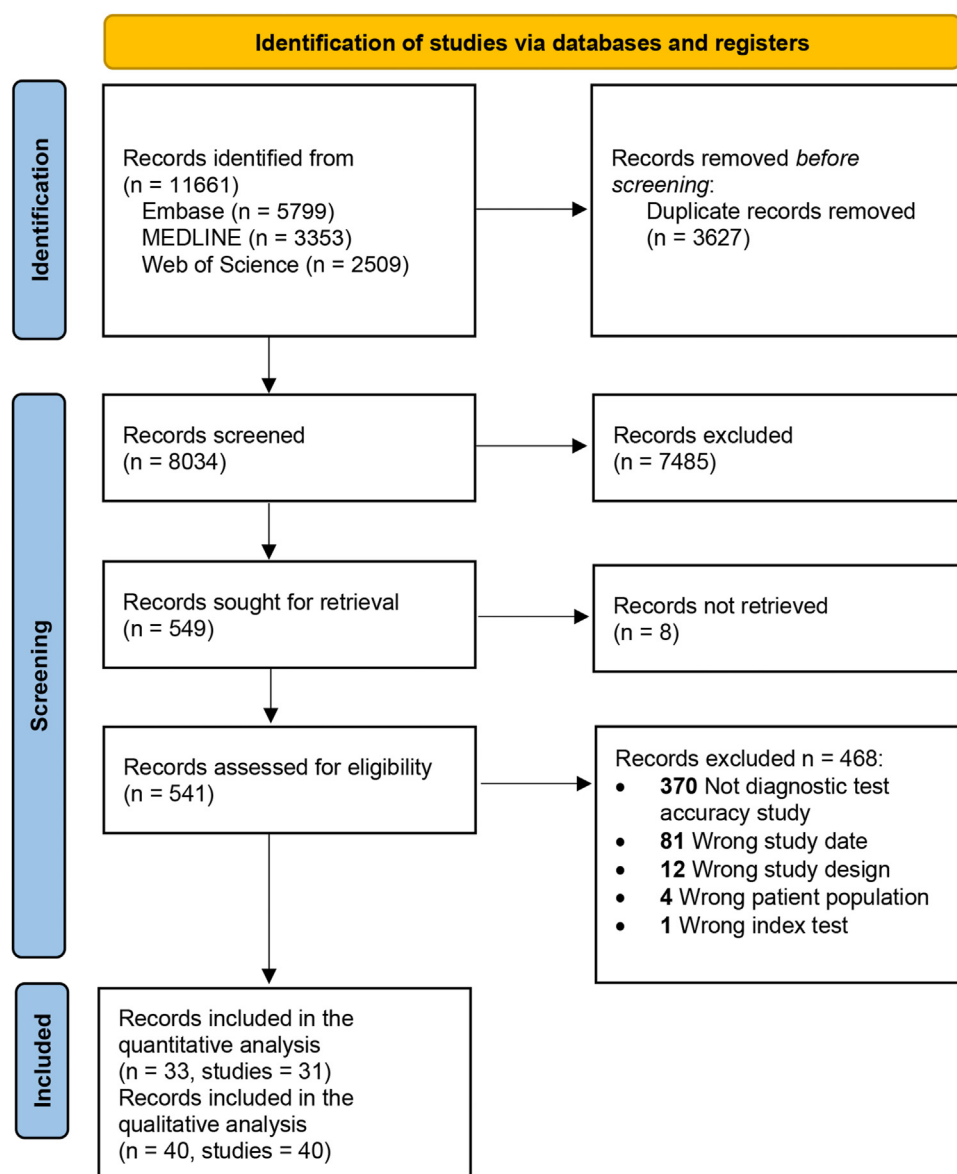 Identification of studies via databases and registers
Identification
Records identified from
(n = 11661)
Embase (n = 5799)
MEDLINE (n = 3353)
Web of Science (n = 2509)
Records removed before
screening:
Duplicate records removed
(n = 3627)
Screening
Records screened
(n = 8034)
Records excluded
(n = 7485)
Records sought for retrieval
(n = 549)
Records not retrieved
(n = 8)
Records assessed for eligibility
(n = 541)
Records excluded n = 468:
• 370 Not diagnostic test
accuracy study
• 81 Wrong study date
• 12 Wrong study design
• 4 Wrong patient population
• 1 Wrong index test
Included
Records included in the
quantitative analysis
(n = 33, studies = 31)
Records included in the
qualitative analysis
(n = 40, studies = 40)